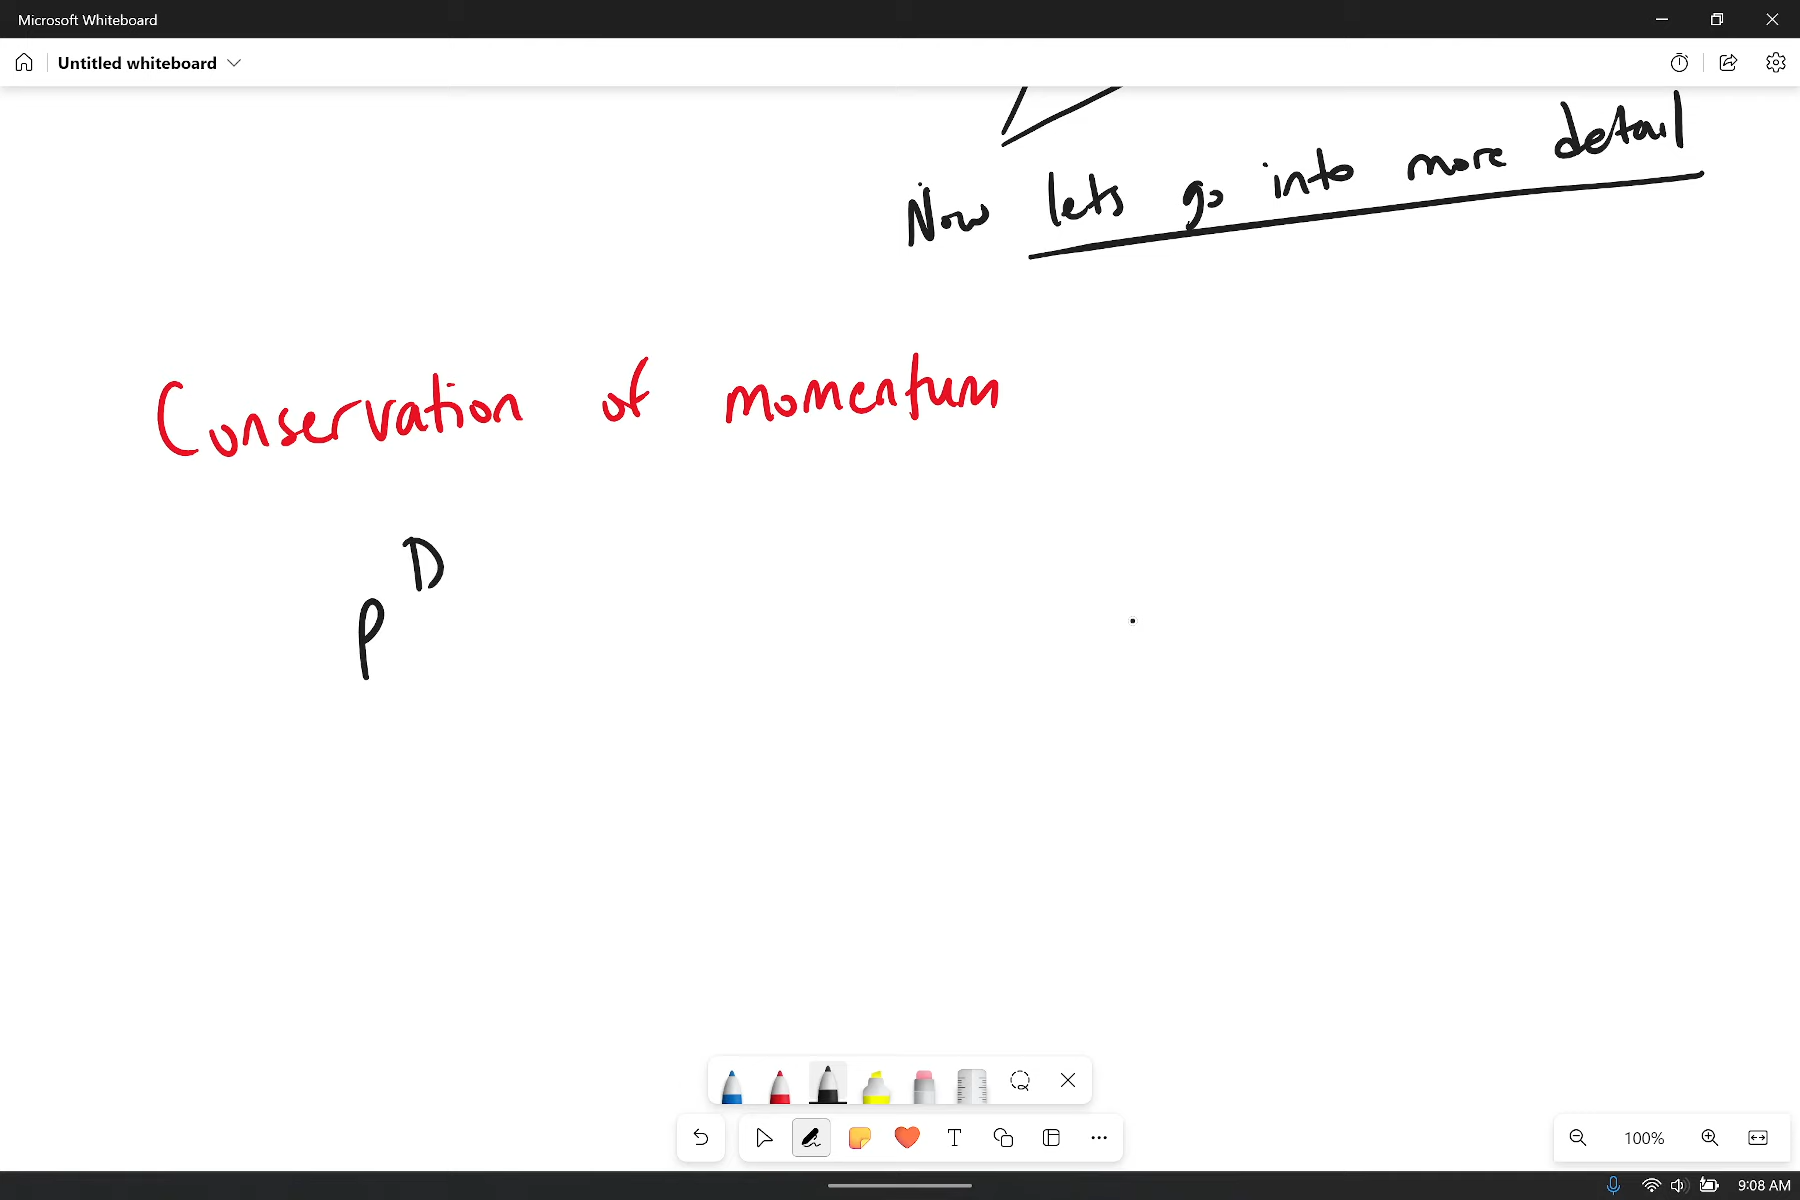 Microsoft Whiteboard
Untitled whiteboard
Now lets go into more detail
Conservation of momentum
D
P
T
100%
9:08 AM